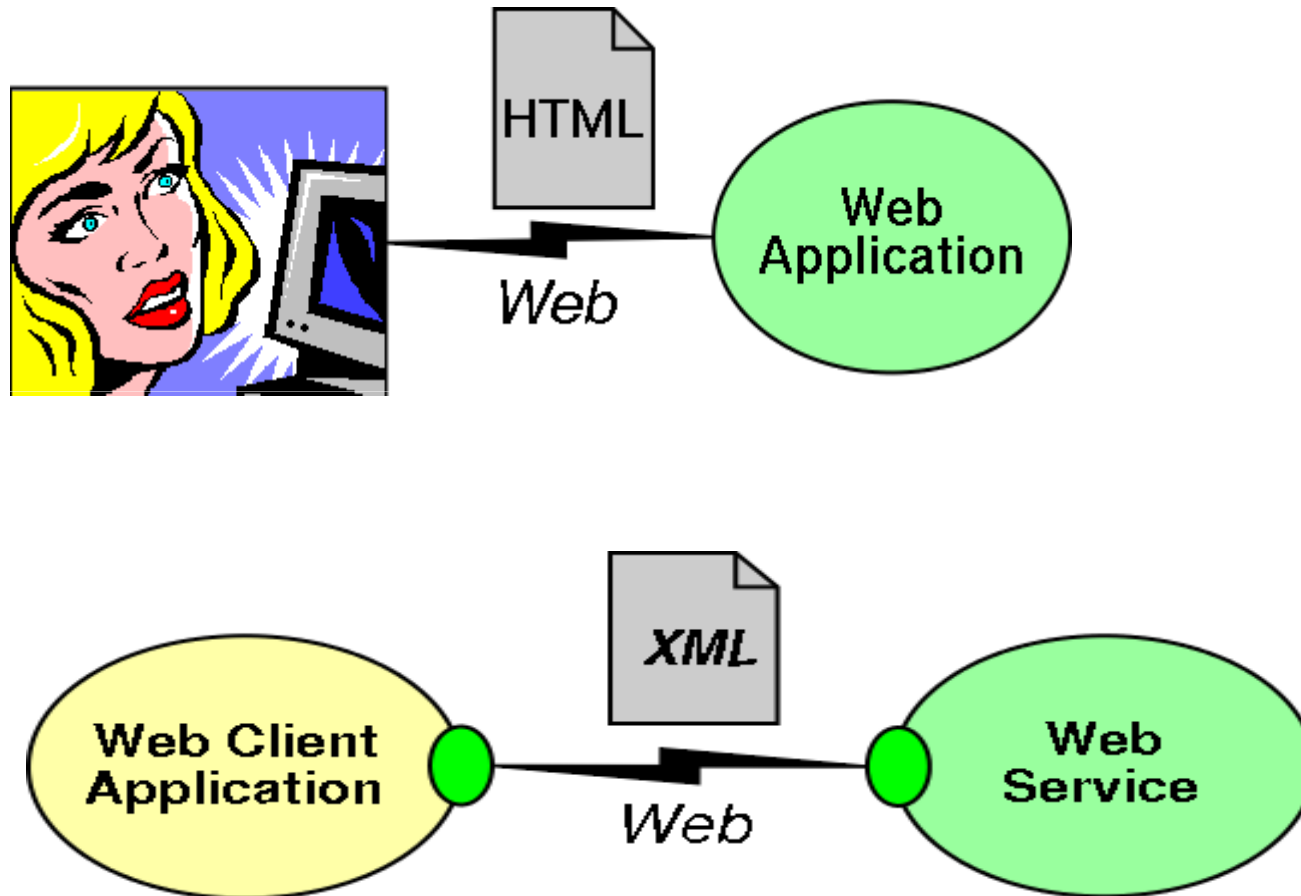 HTML
Web
Application
Web
XML
Web Client
Application
Web
Service
Web